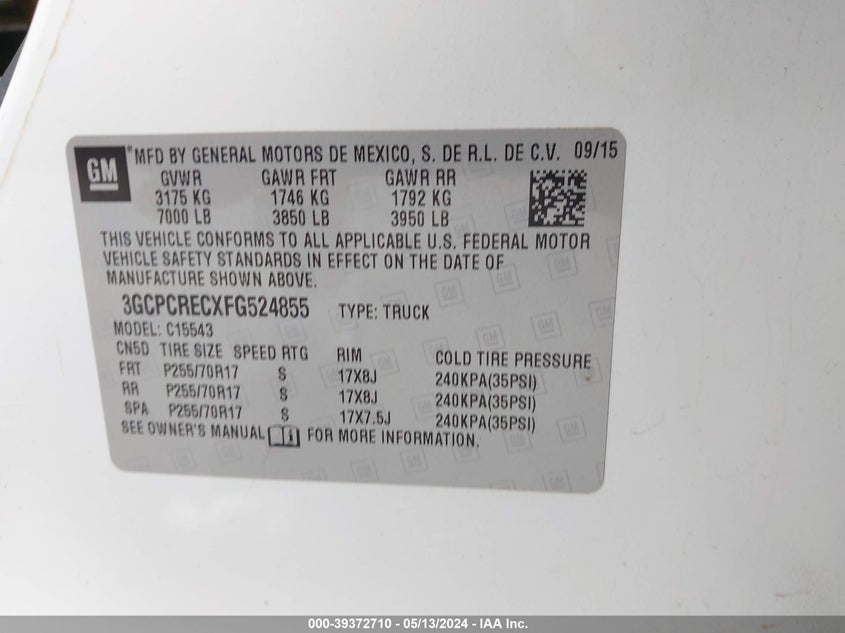 GM
MFD BY GENERAL MOTORS DE MEXICO, S. DE R.L. DE C.V. 09/15
GVWR GAWR FRT GAWR RR
3175 KG 1746 KG 1792 KG
7000 LB 3850 LB 3950 LB
THIS VEHICLE CONFORMS TO ALL APPLICABLE U.S. FEDERAL MOTOR
VEHICLE SAFETY STANDARDS IN EFFECT ON THE DATE OF
MANUFACTURE SHOWN ABOVE.
3GCPCRECXFG524855 TYPE: TRUCK
MODEL: C15543
CN5D TIRE SIZE SPEED RTG RIM COLD TIRE PRESSURE
FRT P255/70R17 S 17X8J 240KPA(35PSI)
RR P255/70R17 S 17X8J 240KPA(35PSI)
SPA P255/70R17 S 17X7.5J 240KPA(35PSI)
SEE OWNER'S MANUAL FOR MORE INFORMATION.
000-39372710 - 05/13/2024 - IAA Inc.